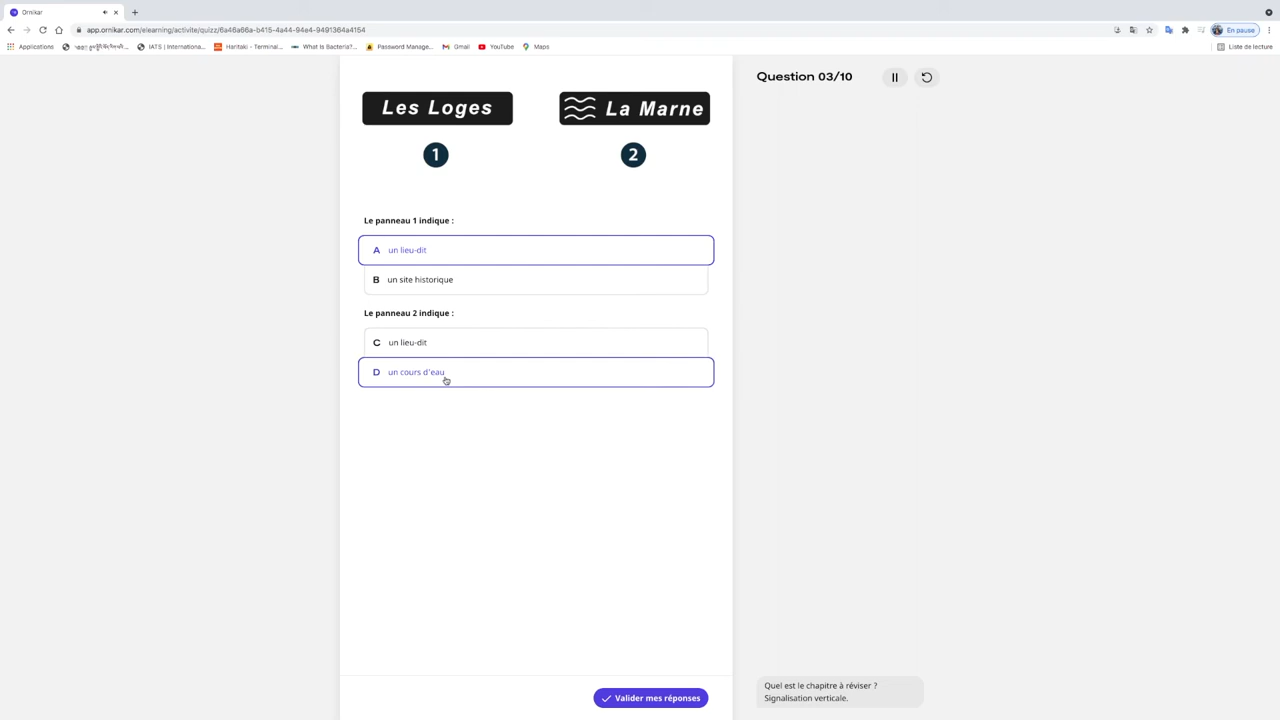 Ornikar
app.ornikar.com/elearning/activite/quizz/6a46a66a-b415-4a44-94e4-9491364a4154
En pause
Applications
IATS | Internationa...
Haritaki - Terminal...
What Is Bacteria?...
Password Manage...
Gmail
YouTube
Maps
Liste de lecture
Les Loges
La Marne
1
2
Question 03/10
Le panneau 1 indique :
A un lieu-dit
B un site historique
Le panneau 2 indique :
C un lieu-dit
D un cours d'eau
Quel est le chapitre à réviser ?
Signalisation verticale.
Valider mes réponses